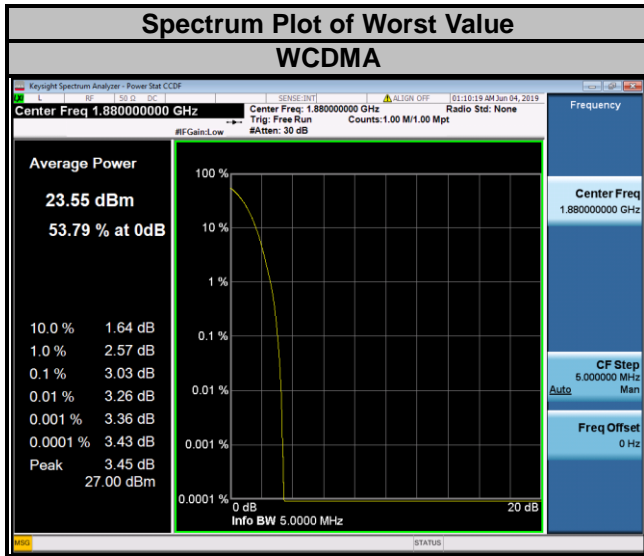 Spectrum Plot of Worst Value
WCDMA
Keysight Spectrum Analyzer - Power Stat CCDF
L RF 50 Ω DC SENSE:INT ALIGN OFF 01:10:19 AM Jun 04, 2019
Center Freq 1.880000000 GHz
Center Freq: 1.880000000 GHz Radio Std: None
Trig: Free Run Counts:1.00 M/1.00 Mpt
#IFGain:Low #Atten: 30 dB
Frequency
Average Power
23.55 dBm
53.79 % at 0dB
10.0 % 1.64 dB
1.0 % 2.57 dB
0.1 % 3.03 dB
0.01 % 3.26 dB
0.001 % 3.36 dB
0.0001 % 3.43 dB
Peak 3.45 dB
27.00 dBm
100 %
10 %
1 %
0.1 %
0.01 %
0.001 %
0.0001 %
0 dB 20 dB
Info BW 5.0000 MHz
Center Freq
1.880000000 GHz
CF Step
5.000000 MHz
Auto Man
Freq Offset
0 Hz
MSG STATUS